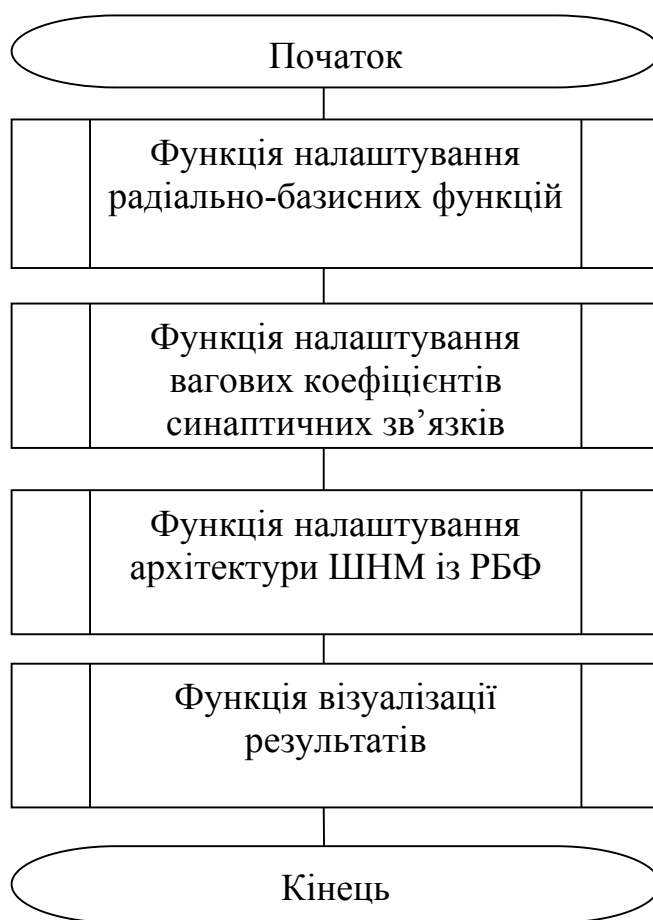 Початок
Функція налаштування
радіально-базисних функцій
Функція налаштування
вагових коефіцієнтів
синаптичних зв’язків
Функція налаштування
архітектури ШНМ із РБФ
Функція візуалізації
результатів
Кінець